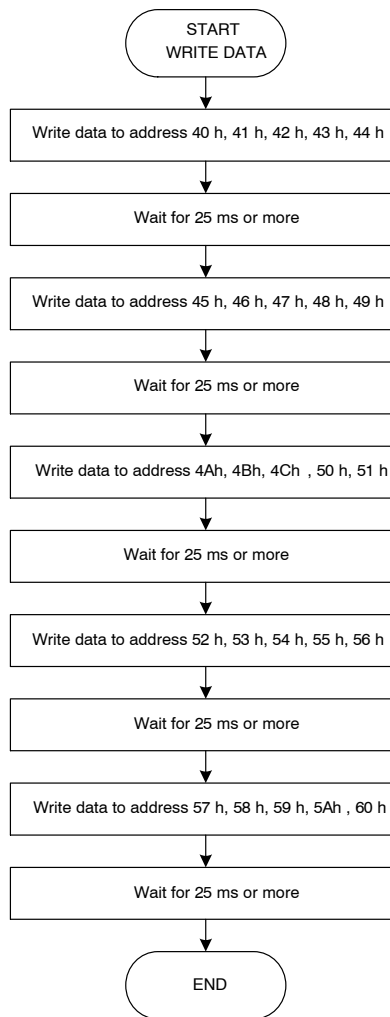 START
WRITE DATA
Write data to address 40 h, 41 h, 42 h, 43 h, 44 h
Wait for 25 ms or more
Write data to address 45 h, 46 h, 47 h, 48 h, 49 h
Wait for 25 ms or more
Write data to address 4Ah, 4Bh, 4Ch , 50 h, 51 h
Wait for 25 ms or more
Write data to address 52 h, 53 h, 54 h, 55 h, 56 h
Wait for 25 ms or more
Write data to address 57 h, 58 h, 59 h, 5Ah , 60 h
Wait for 25 ms or more
END